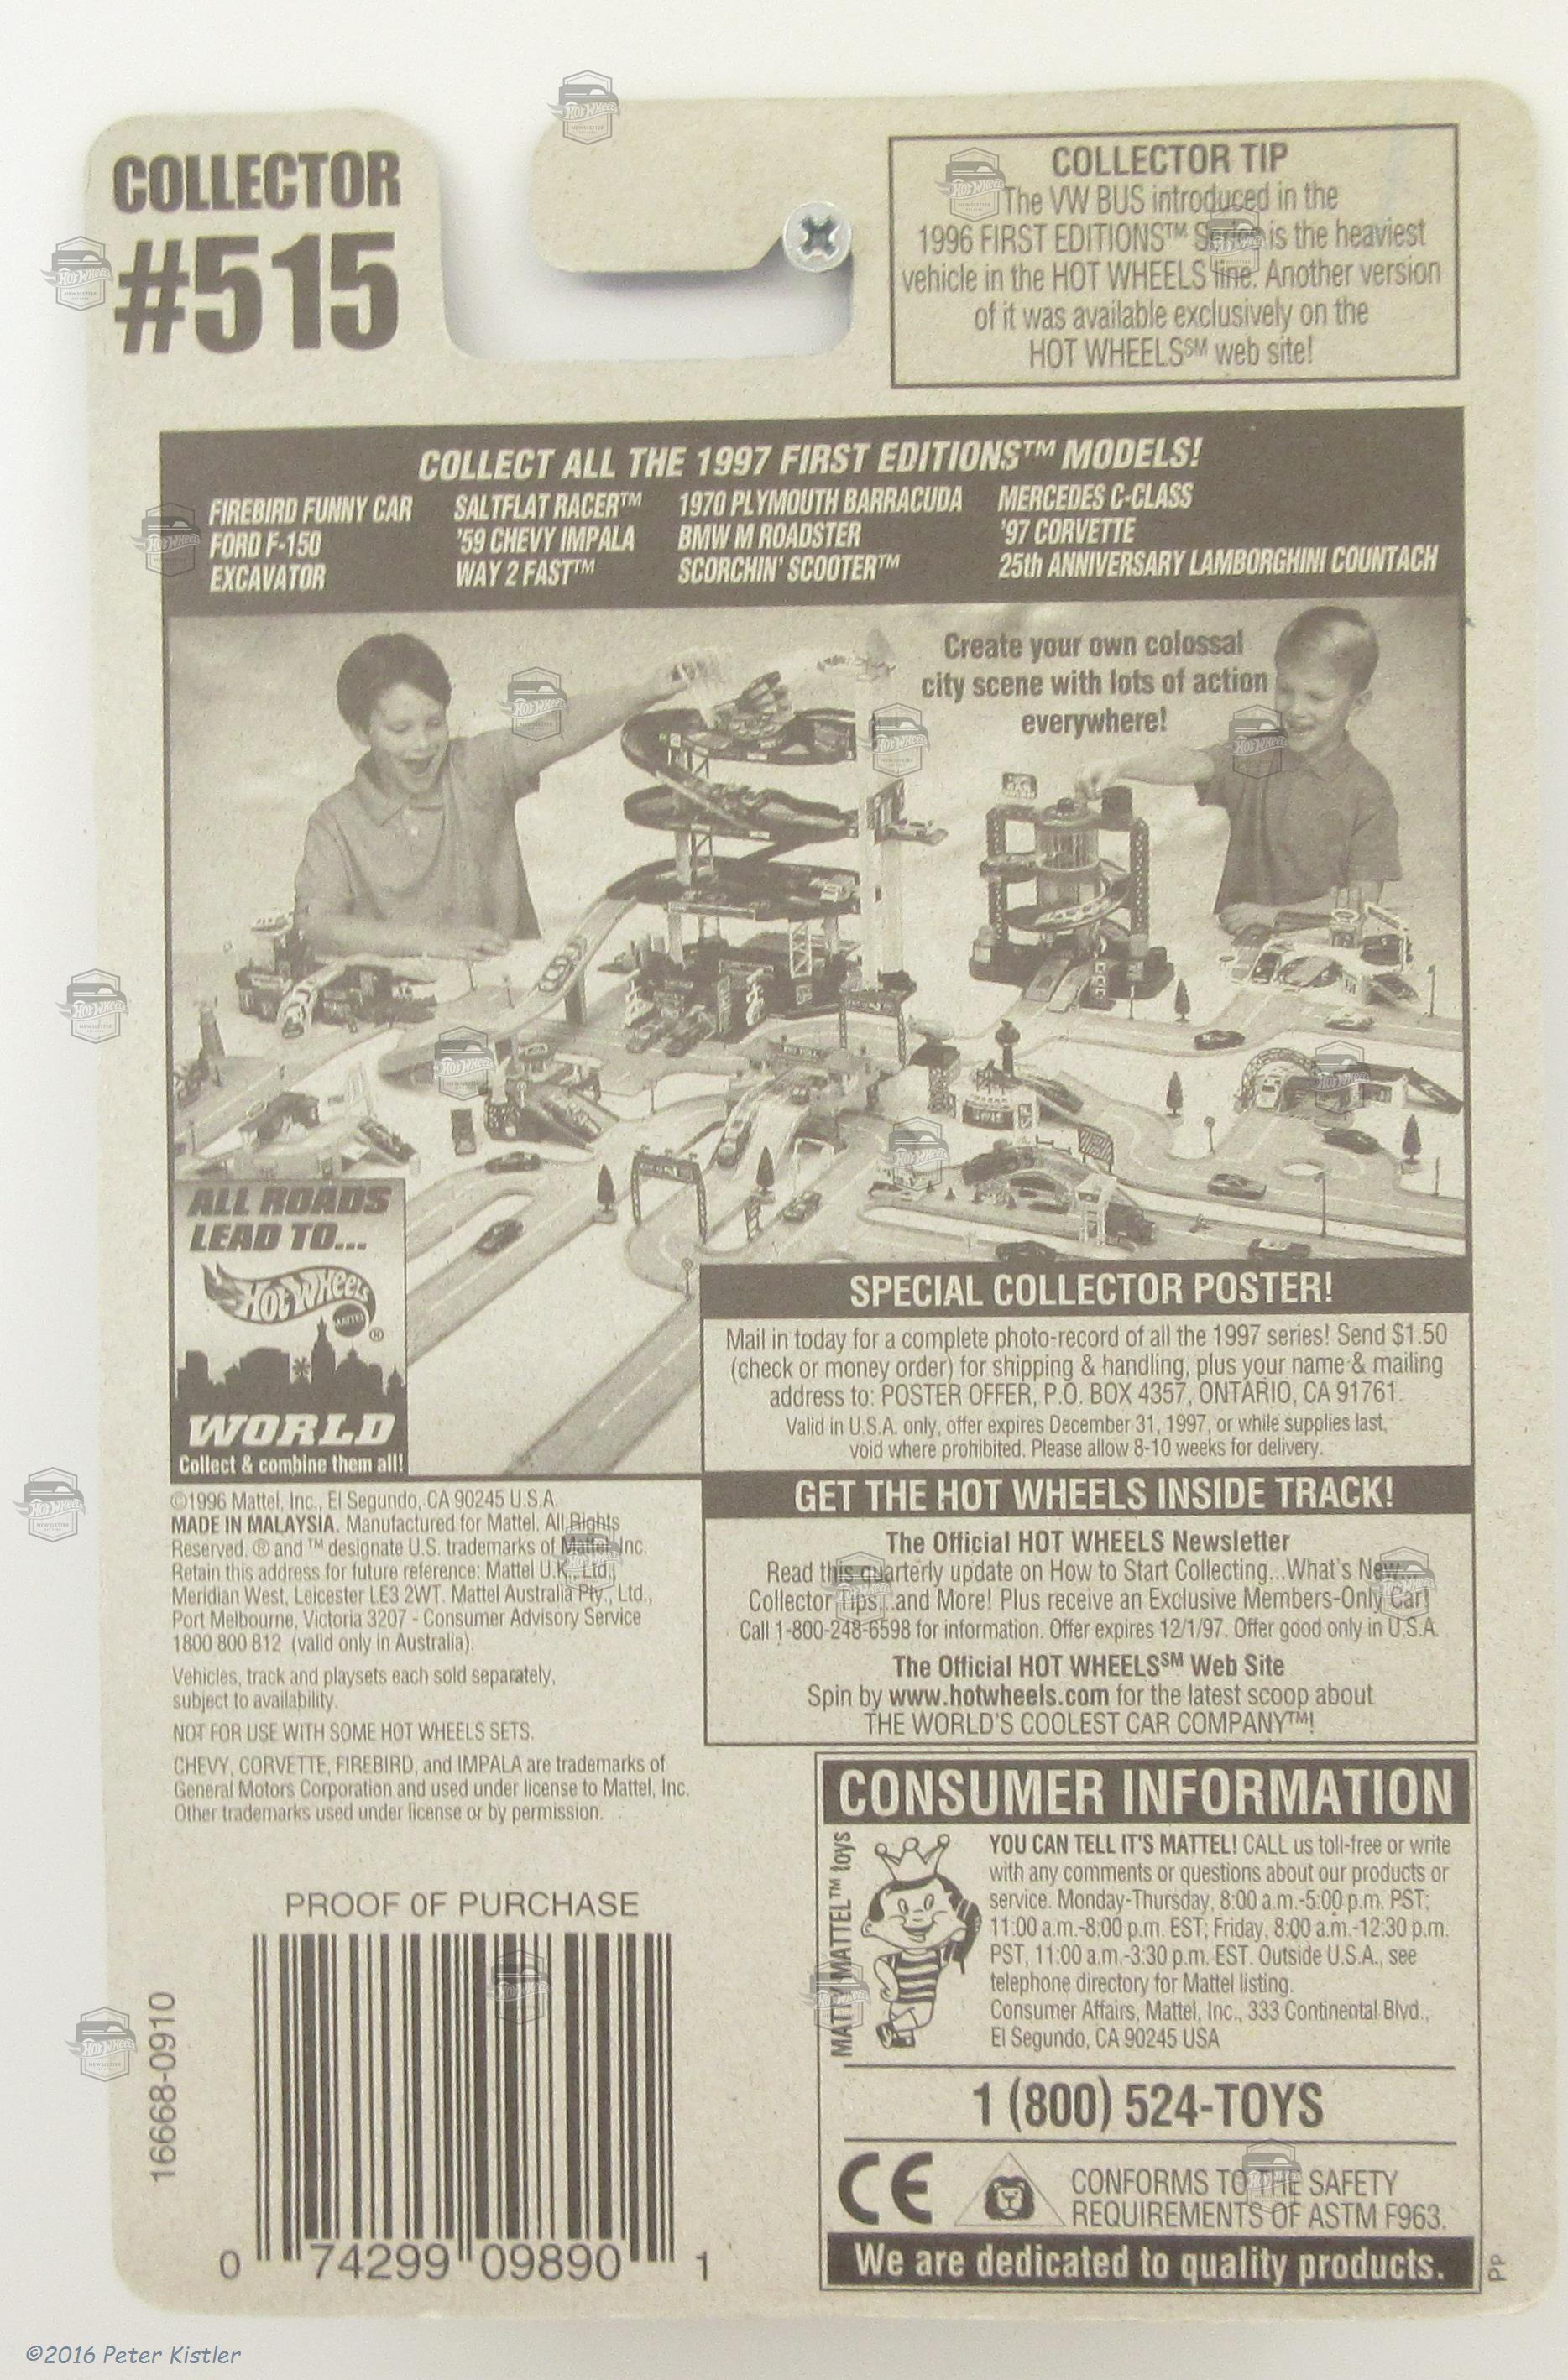 COLLECTOR
#515
COLLECTOR TIP
The VW BUS introduced in the
1996 FIRST EDITIONS™ Series is the heaviest
vehicle in the HOT WHEELS line. Another version
of it was available exclusively on the
HOT WHEELS℠ web site!
COLLECT ALL THE 1997 FIRST EDITIONS™ MODELS!
FIREBIRD FUNNY CAR
FORD F-150
EXCAVATOR
SALTFLAT RACER™
'59 CHEVY IMPALA
WAY 2 FAST™
1970 PLYMOUTH BARRACUDA
BMW M ROADSTER
SCORCHIN' SCOOTER™
MERCEDES C-CLASS
'97 CORVETTE
25th ANNIVERSARY LAMBORGHINI COUNTACH
Create your own colossal
city scene with lots of action
everywhere!
ALL ROADS
LEAD TO...
HOT WHEELS
MATTEL
®
WORLD
Collect & combine them all!
SPECIAL COLLECTOR POSTER!
Mail in today for a complete photo-record of all the 1997 series! Send $1.50
(check or money order) for shipping & handling, plus your name & mailing
address to: POSTER OFFER, P.O. BOX 4357, ONTARIO, CA 91761.
Valid in U.S.A. only, offer expires December 31, 1997, or while supplies last,
void where prohibited. Please allow 8-10 weeks for delivery.
GET THE HOT WHEELS INSIDE TRACK!
The Official HOT WHEELS Newsletter
Read this quarterly update on How to Start Collecting...What's New...
Collector Tips...and More! Plus receive an Exclusive Members-Only Car!
Call 1-800-248-6598 for information. Offer expires 12/1/97. Offer good only in U.S.A.
The Official HOT WHEELS℠ Web Site
Spin by www.hotwheels.com for the latest scoop about
THE WORLD'S COOLEST CAR COMPANY™!
©1996 Mattel, Inc., El Segundo, CA 90245 U.S.A.
MADE IN MALAYSIA. Manufactured for Mattel. All Rights
Reserved. ® and ™ designate U.S. trademarks of Mattel, Inc.
Retain this address for future reference: Mattel U.K., Ltd.,
Meridian West, Leicester LE3 2WT. Mattel Australia Pty., Ltd.,
Port Melbourne, Victoria 3207 - Consumer Advisory Service
1800 800 812 (valid only in Australia).
Vehicles, track and playsets each sold separately,
subject to availability.
NOT FOR USE WITH SOME HOT WHEELS SETS.
CHEVY, CORVETTE, FIREBIRD, and IMPALA are trademarks of
General Motors Corporation and used under license to Mattel, Inc.
Other trademarks used under license or by permission.
PROOF OF PURCHASE
16668-0910
0 74299 09890 1
CONSUMER INFORMATION
MATTY MATTEL™ toys
YOU CAN TELL IT'S MATTEL! CALL us toll-free or write
with any comments or questions about our products or
service. Monday-Thursday, 8:00 a.m.-5:00 p.m. PST;
11:00 a.m.-8:00 p.m. EST; Friday, 8:00 a.m.-12:30 p.m.
PST, 11:00 a.m.-3:30 p.m. EST. Outside U.S.A., see
telephone directory for Mattel listing.
Consumer Affairs, Mattel, Inc., 333 Continental Blvd.,
El Segundo, CA 90245 USA
1 (800) 524-TOYS
CE
CONFORMS TO THE SAFETY
REQUIREMENTS OF ASTM F963.
We are dedicated to quality products.
Pp
©2016 Peter Kistler